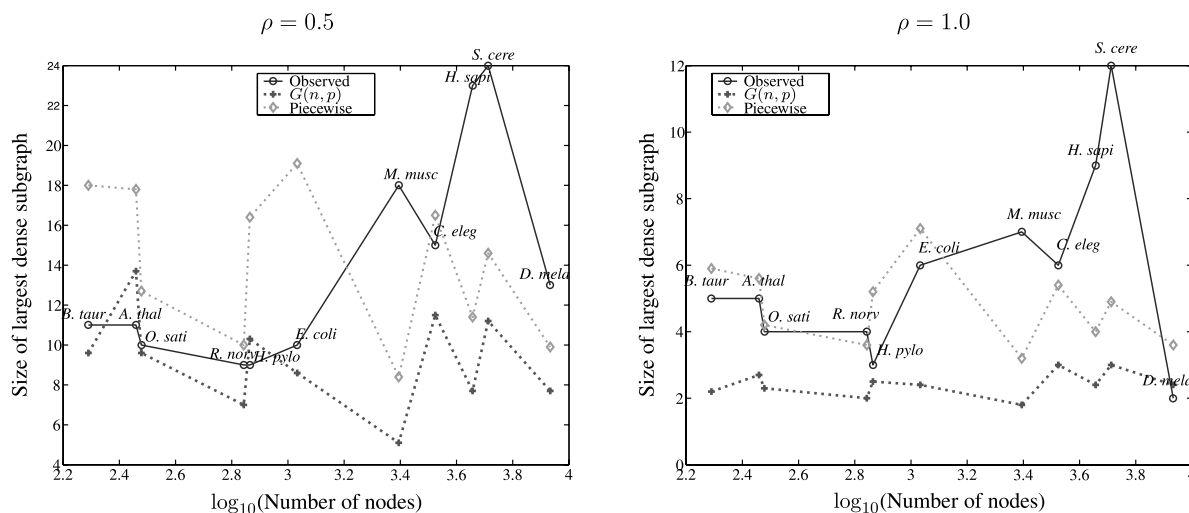 ρ = 0.5
Size of largest dense subgraph
24
22
20
18
16
14
12
10
8
6
4
Observed
G(n, p)
Piecewise
B. taur
A. thal
O. sati
R. norv
H. pylo
E. coli
M. musc
C. eleg
H. sapi
S. cere
D. mela
2.2 2.4 2.6 2.8 3 3.2 3.4 3.6 3.8 4
log10(Number of nodes)
ρ = 1.0
Size of largest dense subgraph
12
10
8
6
4
2
0
Observed
G(n, p)
Piecewise
B. taur
A. thal
O. sati
R. norv
H. pylo
E. coli
M. musc
C. eleg
H. sapi
S. cere
D. mela
2.2 2.4 2.6 2.8 3 3.2 3.4 3.6 3.8 4
log10(Number of nodes)